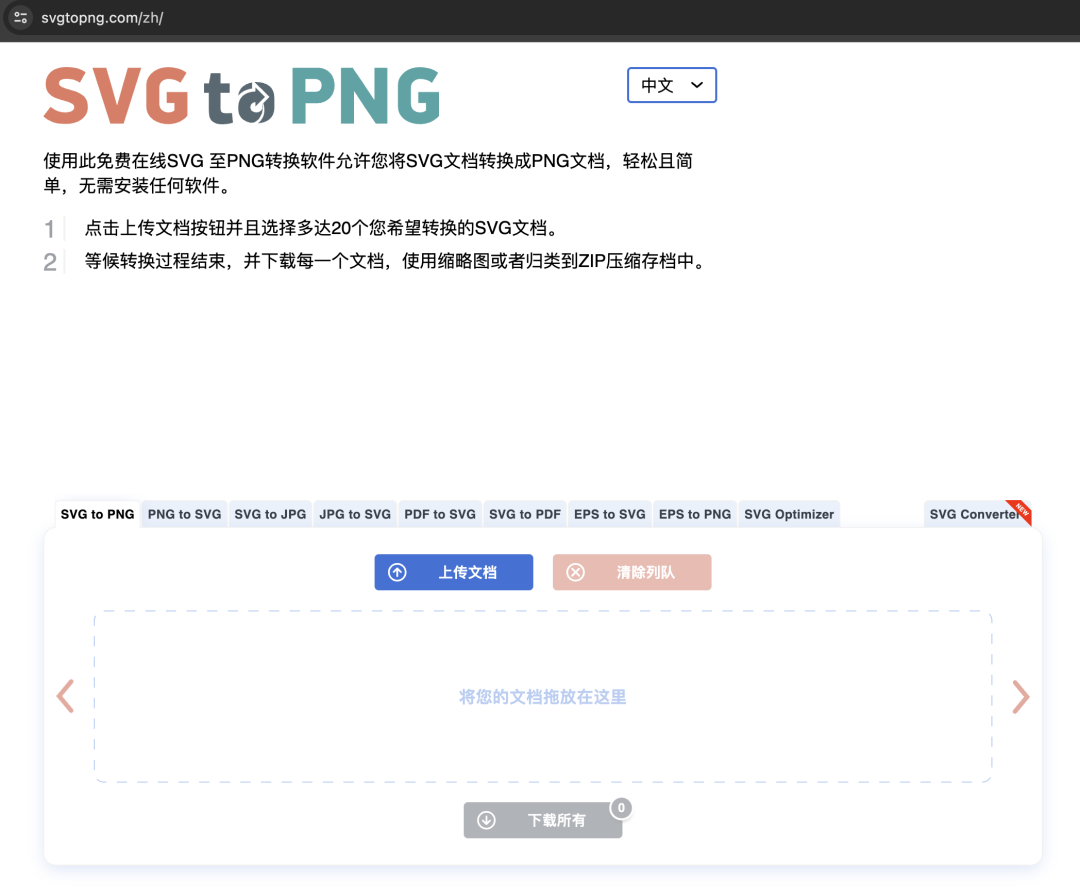 svgtopng.com/zh/
SVG to PNG
中文
使用此免费在线SVG 至PNG转换软件允许您将SVG文档转换成PNG文档，轻松且简
单，无需安装任何软件。
1 点击上传文档按钮并且选择多达20个您希望转换的SVG文档。
2 等候转换过程结束，并下载每一个文档，使用缩略图或者归类到ZIP压缩存档中。
SVG to PNG PNG to SVG SVG to JPG JPG to SVG PDF to SVG SVG to PDF EPS to SVG EPS to PNG SVG Optimizer SVG Converter NEW
上传文档 清除列队
将您的文档拖放在这里
下载所有 0